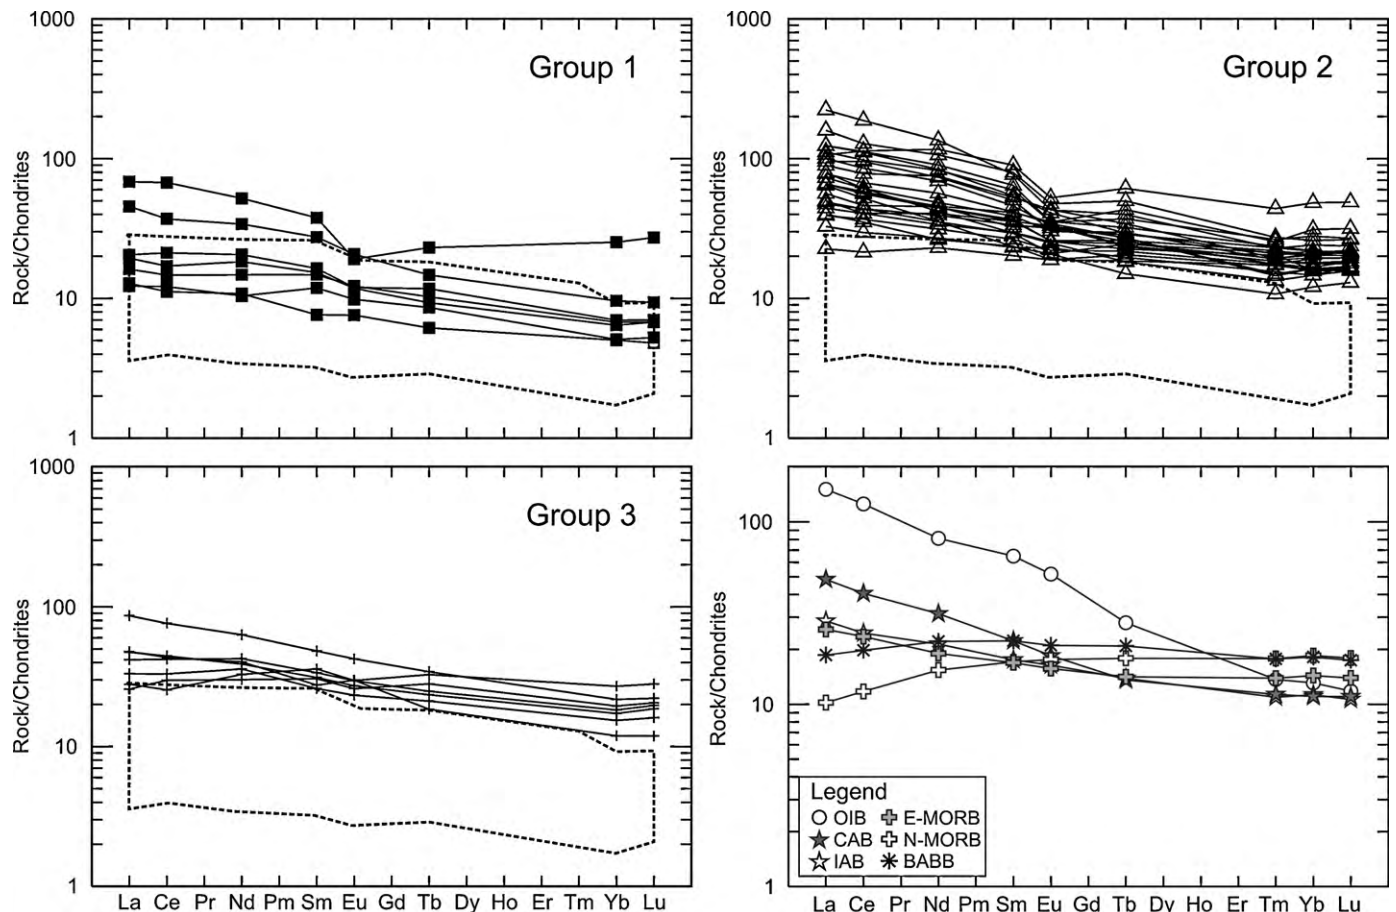 1000
100
10
1
Rock/Chondrites
Group 1
1000
100
10
1
Rock/Chondrites
Group 2
1000
100
10
1
Rock/Chondrites
Group 3
La Ce Pr Nd Pm Sm Eu Gd Tb Dy Ho Er Tm Yb Lu
100
10
1
Rock/Chondrites
Legend
OIB E-MORB
CAB N-MORB
IAB BABB
La Ce Pr Nd Pm Sm Eu Gd Tb Dy Ho Er Tm Yb Lu